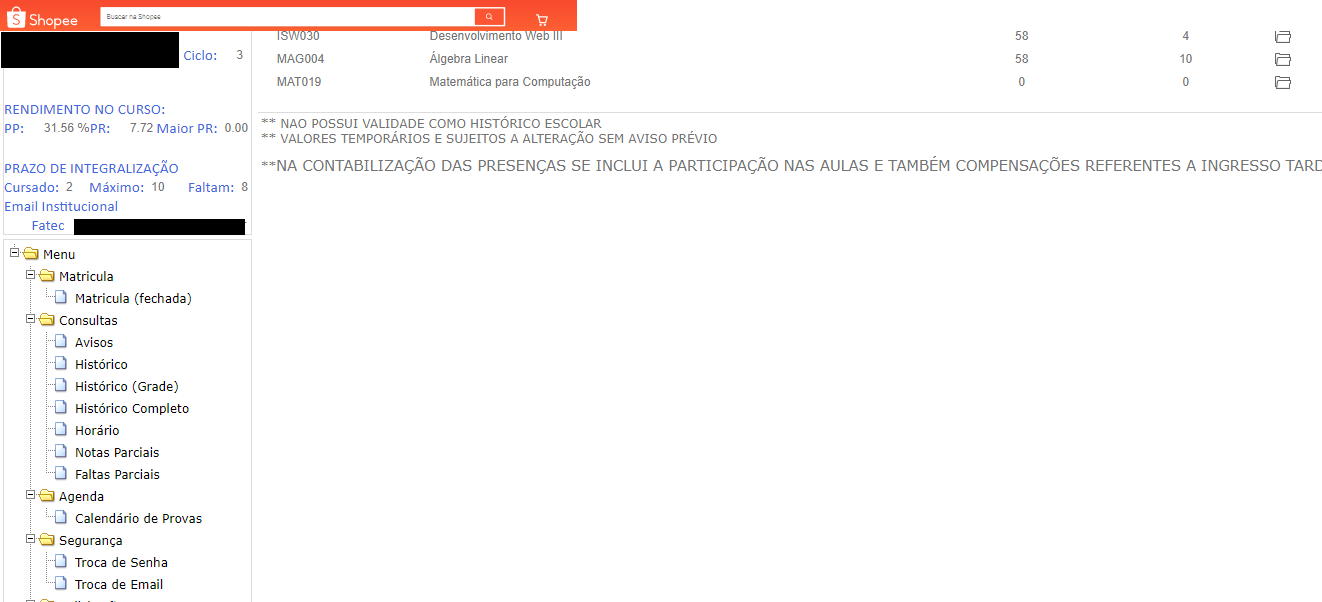 Shopee
Buscar na Shopee
ISW030 Desenvolvimento Web III 58 4
Ciclo: 3
MAG004 Álgebra Linear 58 10
MAT019 Matemática para Computação 0 0
RENDIMENTO NO CURSO:
PP: 31.56 %PR: 7.72 Maior PR: 0.00
** NAO POSSUI VALIDADE COMO HISTÓRICO ESCOLAR
** VALORES TEMPORÁRIOS E SUJEITOS A ALTERAÇÃO SEM AVISO PRÉVIO
**NA CONTABILIZAÇÃO DAS PRESENÇAS SE INCLUI A PARTICIPAÇÃO NAS AULAS E TAMBÉM COMPENSAÇÕES REFERENTES A INGRESSO TARD
PRAZO DE INTEGRALIZAÇÃO
Cursado: 2 Máximo: 10 Faltam: 8
Email Institucional
Fatec
Menu
Matricula
Matricula (fechada)
Consultas
Avisos
Histórico
Histórico (Grade)
Histórico Completo
Horário
Notas Parciais
Faltas Parciais
Agenda
Calendário de Provas
Segurança
Troca de Senha
Troca de Email